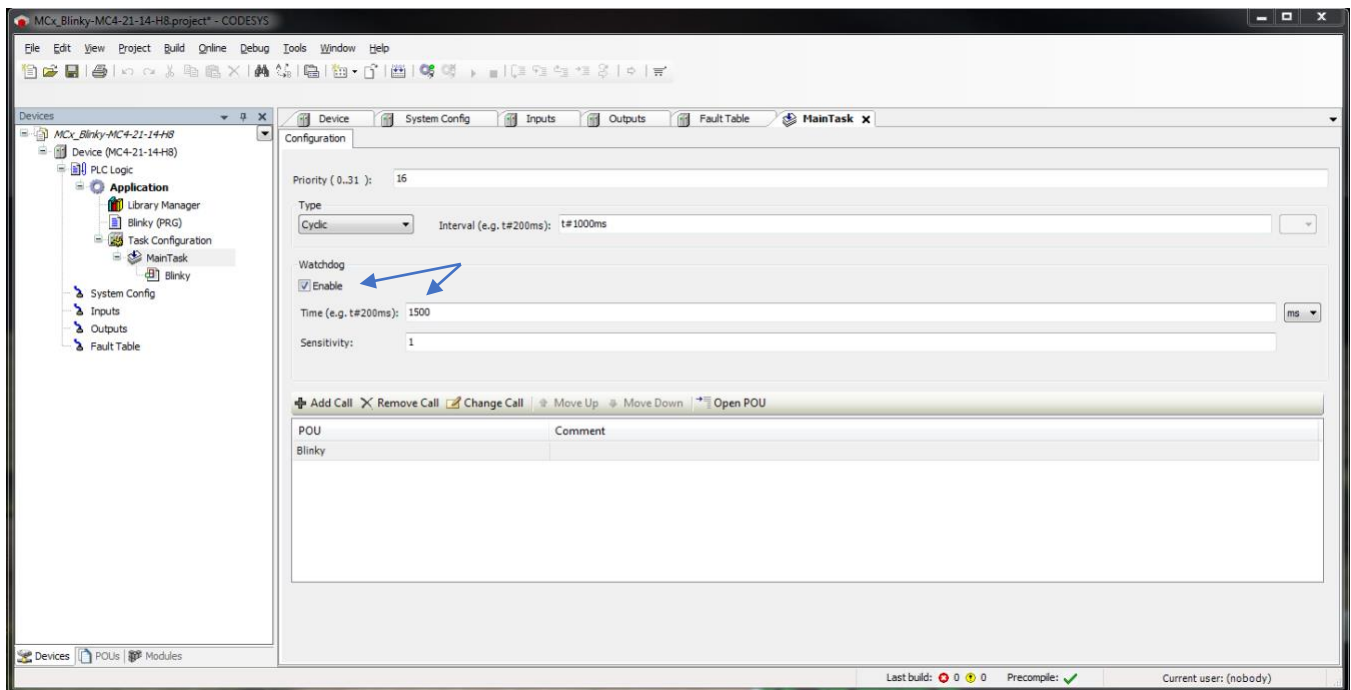 MCx_Blinky-MC4-21-14-H8.project* - CODESYS
File Edit View Project Build Online Debug Tools Window Help
Devices
MCx_Blinky-MC4-21-14-H8
Device (MC4-21-14-H8)
PLC Logic
Application
Library Manager
Blinky (PRG)
Task Configuration
MainTask
Blinky
System Config
Inputs
Outputs
Fault Table
Devices POUs Modules
Device System Config Inputs Outputs Fault Table MainTask x
Configuration
Priority ( 0..31 ): 16
Type
Cyclic Interval (e.g. t#200ms): t#1000ms
Watchdog
Enable
Time (e.g. t#200ms): 1500 ms
Sensitivity: 1
Add Call Remove Call Change Call Move Up Move Down Open POU
POU Comment
Blinky
Last build: 0 0 Precompile: Current user: (nobody)